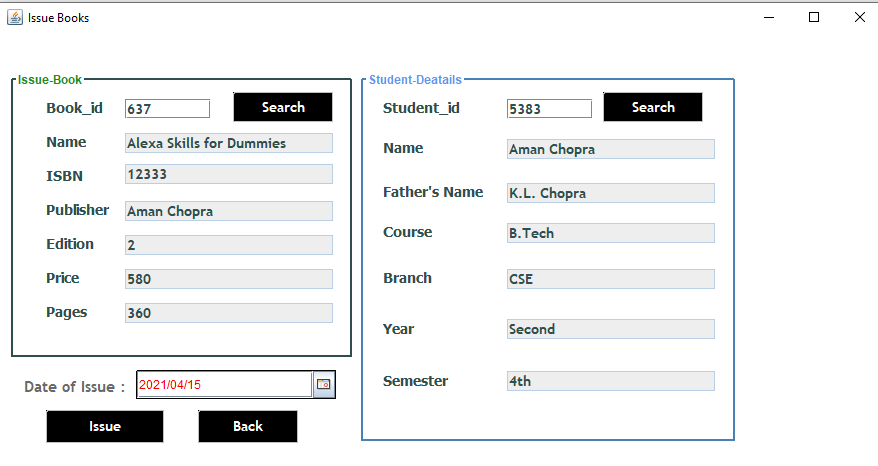 Issue Books
Issue-Book
Book_id 637 Search
Name Alexa Skills for Dummies
ISBN 12333
Publisher Aman Chopra
Edition 2
Price 580
Pages 360
Date of Issue : 2021/04/15
Issue Back
Student-Deatails
Student_id 5383 Search
Name Aman Chopra
Father's Name K.L. Chopra
Course B.Tech
Branch CSE
Year Second
Semester 4th